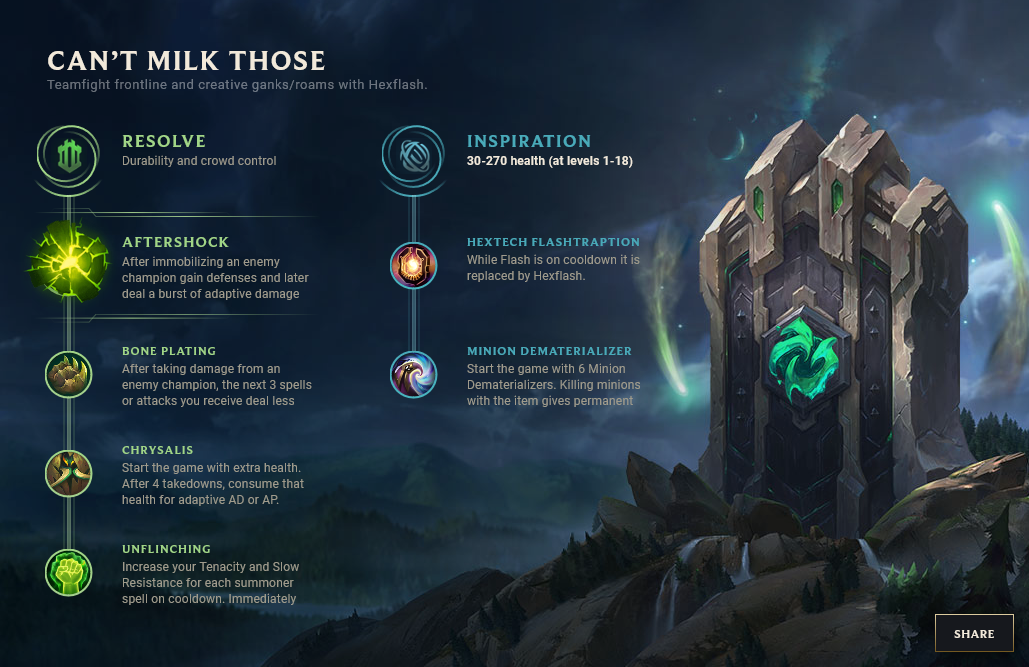 CAN'T MILK THOSE
Teamfight frontline and creative ganks/roams with Hexflash.
RESOLVE
Durability and crowd control
AFTERSHOCK
After immobilizing an enemy
champion gain defenses and later
deal a burst of adaptive damage
BONE PLATING
After taking damage from an
enemy champion, the next 3 spells
or attacks you receive deal less
CHRYSALIS
Start the game with extra health.
After 4 takedowns, consume that
health for adaptive AD or AP.
UNFLINCHING
Increase your Tenacity and Slow
Resistance for each summoner
spell on cooldown. Immediately
INSPIRATION
30-270 health (at levels 1-18)
HEXTECH FLASHTRAPTION
While Flash is on cooldown it is
replaced by Hexflash.
MINION DEMATERIALIZER
Start the game with 6 Minion
Dematerializers. Killing minions
with the item gives permanent
SHARE